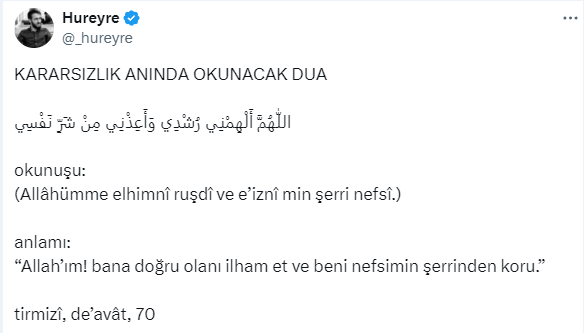 Hureyre
@_hureyre
KARARSIZLIK ANINDA OKUNACAK DUA
اللّٰهُمَّ أَلْهِمْنِي رُشْدِي وَأَعِذْنِي مِنْ شَرِّ نَفْسِي
okunuşu:
(Allâhümme elhimnî ruşdî ve e’iznî min şerri nefsî.)
anlamı:
“Allah’ım! bana doğru olanı ilham et ve beni nefsimin şerrinden koru.”
tirmizî, de’avât, 70